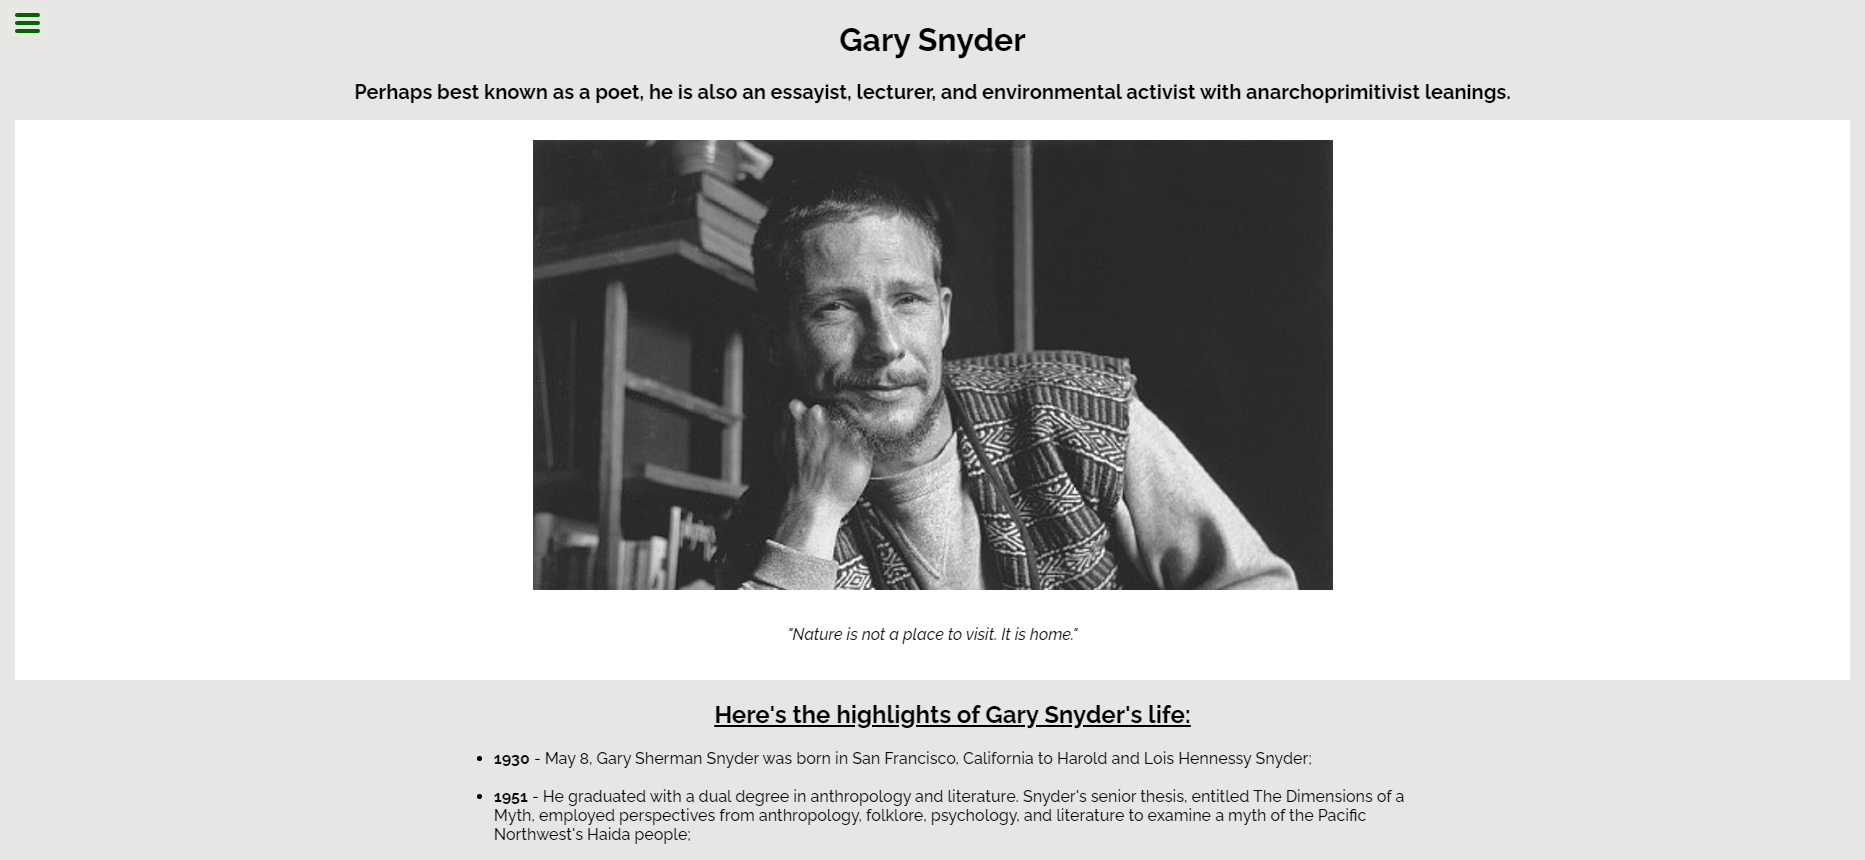 Gary Snyder
Perhaps best known as a poet, he is also an essayist, lecturer, and environmental activist with anarchoprimitivist leanings.
"Nature is not a place to visit. It is home."
Here's the highlights of Gary Snyder's life:
1930 - May 8, Gary Sherman Snyder was born in San Francisco, California to Harold and Lois Hennessy Snyder;
1951 - He graduated with a dual degree in anthropology and literature. Snyder's senior thesis, entitled The Dimensions of a
Myth, employed perspectives from anthropology, folklore, psychology, and literature to examine a myth of the Pacific
Northwest's Haida people;